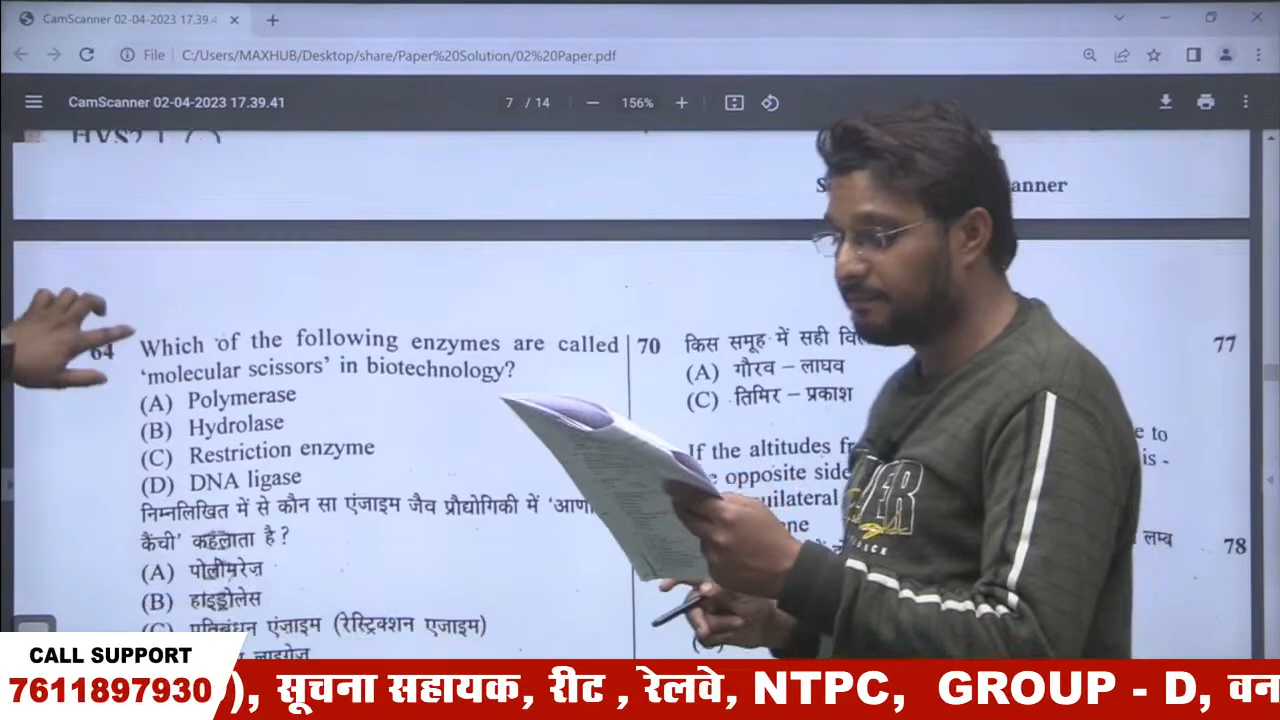 CamScanner 02-04-2023 17.39.4
File C:/Users/MAXHUB/Desktop/share/Paper%20Solution/02%20Paper.pdf
CamScanner 02-04-2023 17.39.41
7 / 14
156%
anner
64 Which of the following enzymes are called
'molecular scissors' in biotechnology?
(A) Polymerase
(B) Hydrolase
(C) Restriction enzyme
(D) DNA ligase
निम्नलिखित में से कौन सा एंजाइम जैव प्रौद्योगिकी में 'आण
कैंची' कहलाता है?
(A) पोलीमरेज़
(B) हाइड्रोलेस
(C) प्रतिबंधन एंजाइम (रेस्ट्रिक्शन एंजाइम)
लाइगेज़
70 किस समूह में सही
(A) गौरव – लाघव
(C) तिमिर – प्रकाश
If the altitudes
opposite side
uilateral
77
e to
is -
लम्ब
78
CALL SUPPORT
7611897930
), सूचना सहायक, रीट , रेलवे, NTPC, GROUP - D, वन